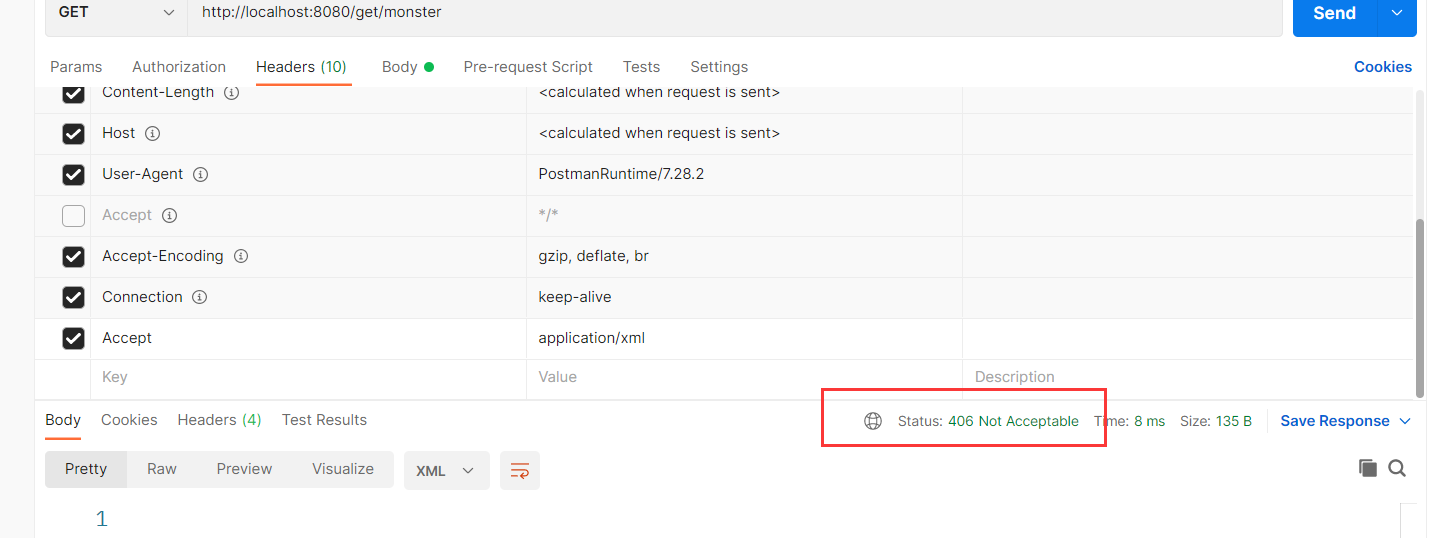 GET http://localhost:8080/get/monster Send
Params Authorization Headers (10) Body Pre-request Script Tests Settings Cookies
Content-Length <calculated when request is sent>
Host <calculated when request is sent>
User-Agent PostmanRuntime/7.28.2
Accept */*
Accept-Encoding gzip, deflate, br
Connection keep-alive
Accept application/xml
Key Value Description
Body Cookies Headers (4) Test Results Status: 406 Not Acceptable Time: 8 ms Size: 135 B Save Response
Pretty Raw Preview Visualize XML
1